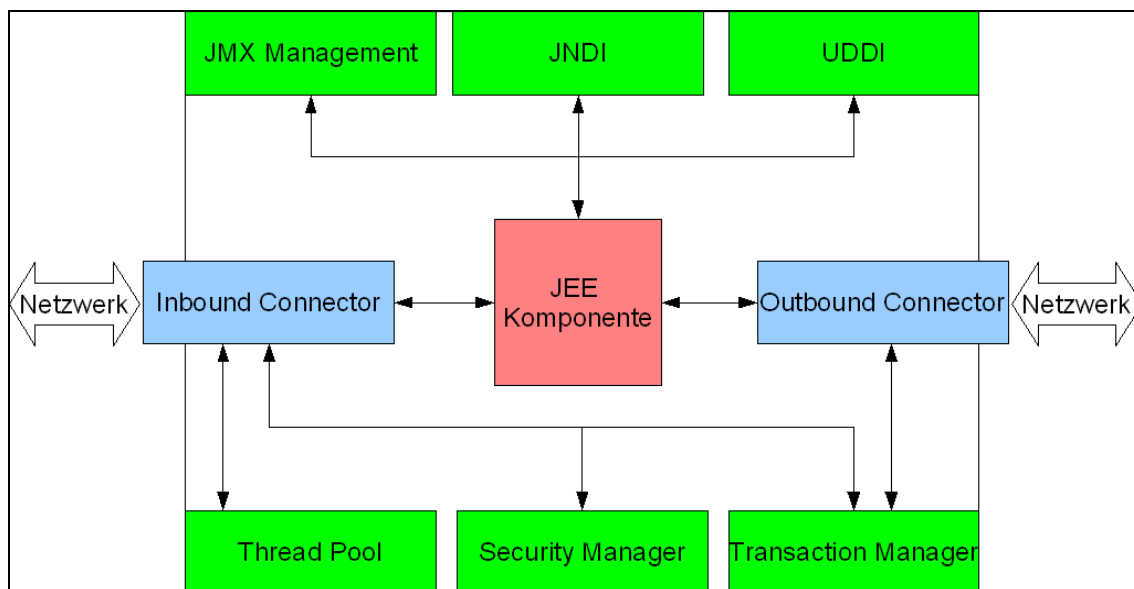 JMX Management
JNDI
UDDI
Netzwerk
Inbound Connector
JEE
Komponente
Outbound Connector
Netzwerk
Thread Pool
Security Manager
Transaction Manager